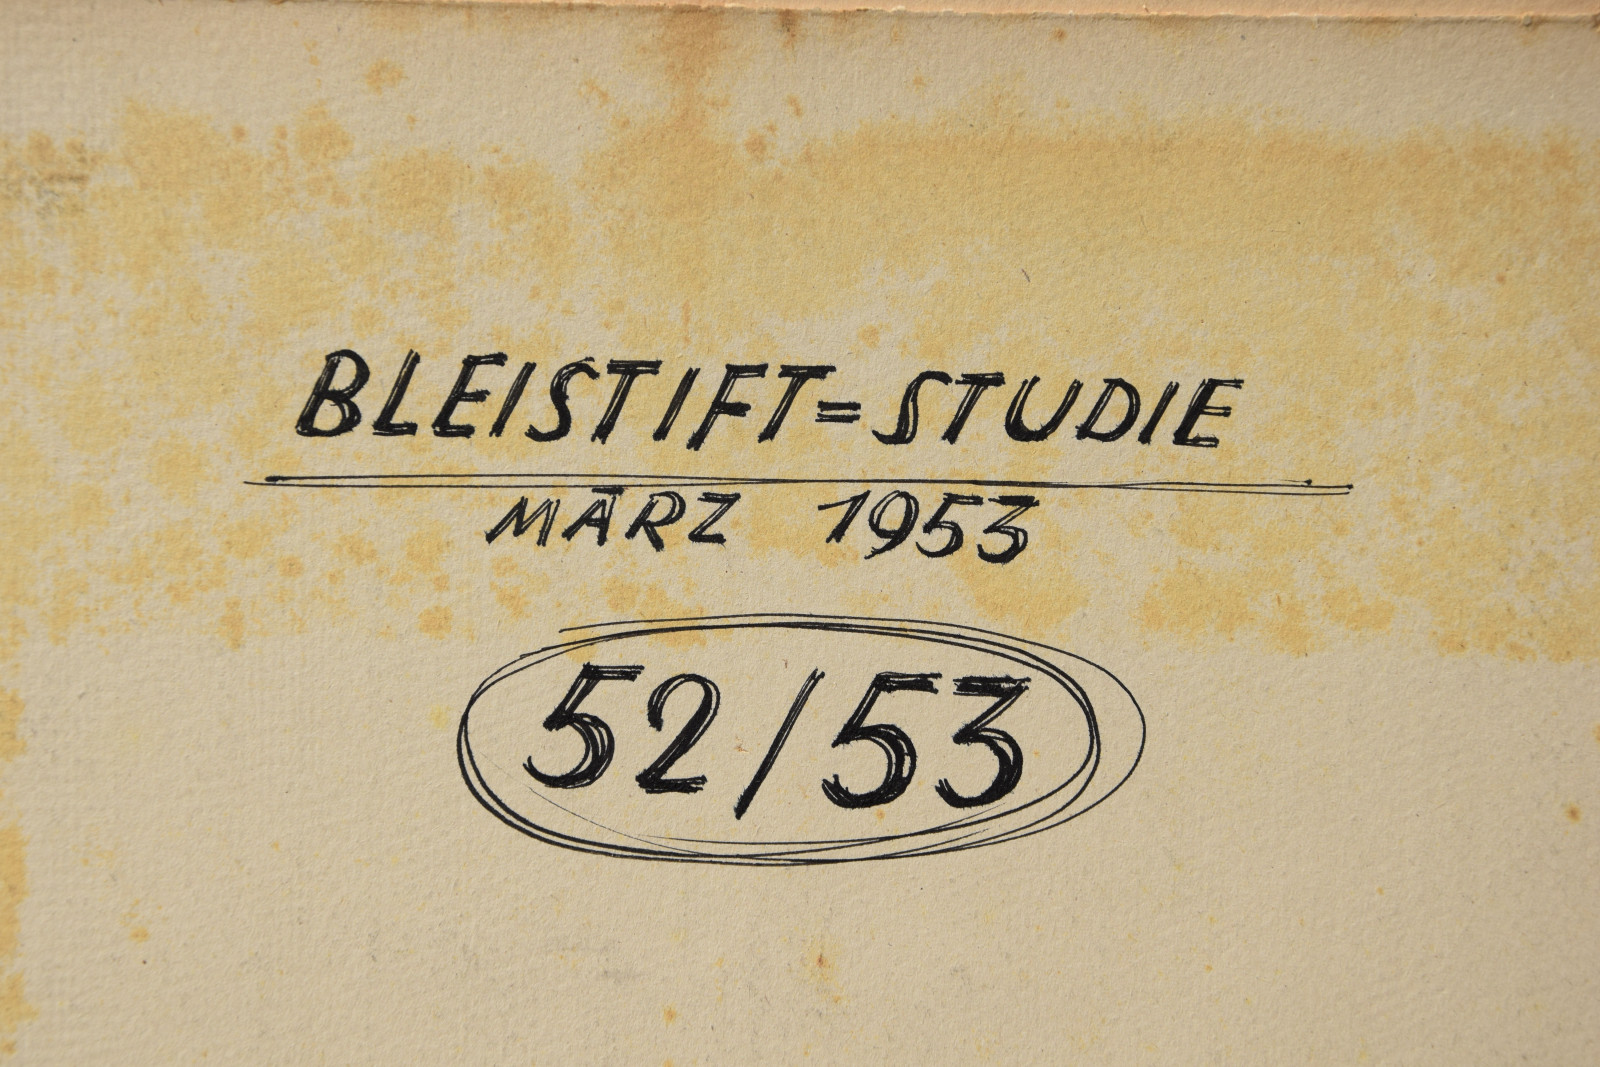 BLEISTIFT=STUDIE
MÄRZ 1953
52/53